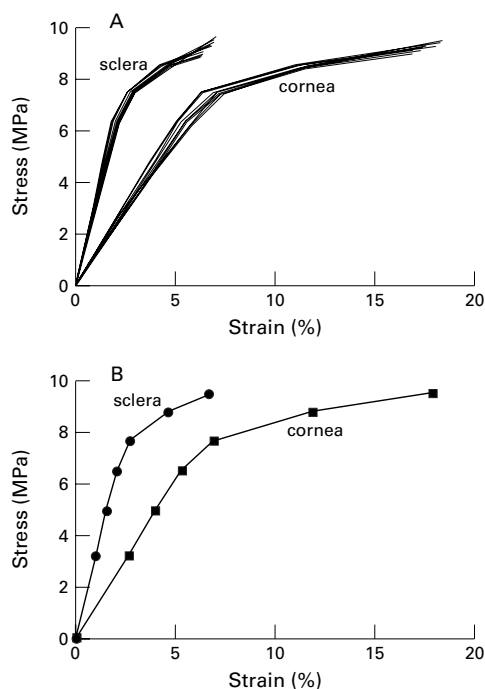 A
10
sclera
8
cornea
6
Stress (MPa)
4
2
0
0 5 10 15 20
Strain (%)
B
10
sclera
cornea
8
6
Stress (MPa)
4
2
0
0 5 10 15 20
Strain (%)